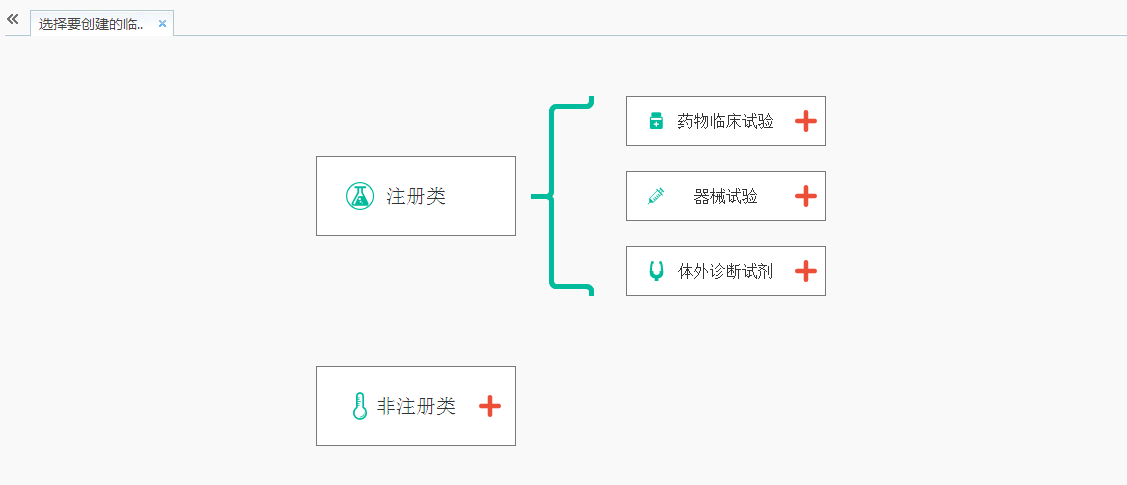 选择要创建的临..
药物临床试验
注册类
器械试验
体外诊断试剂
非注册类